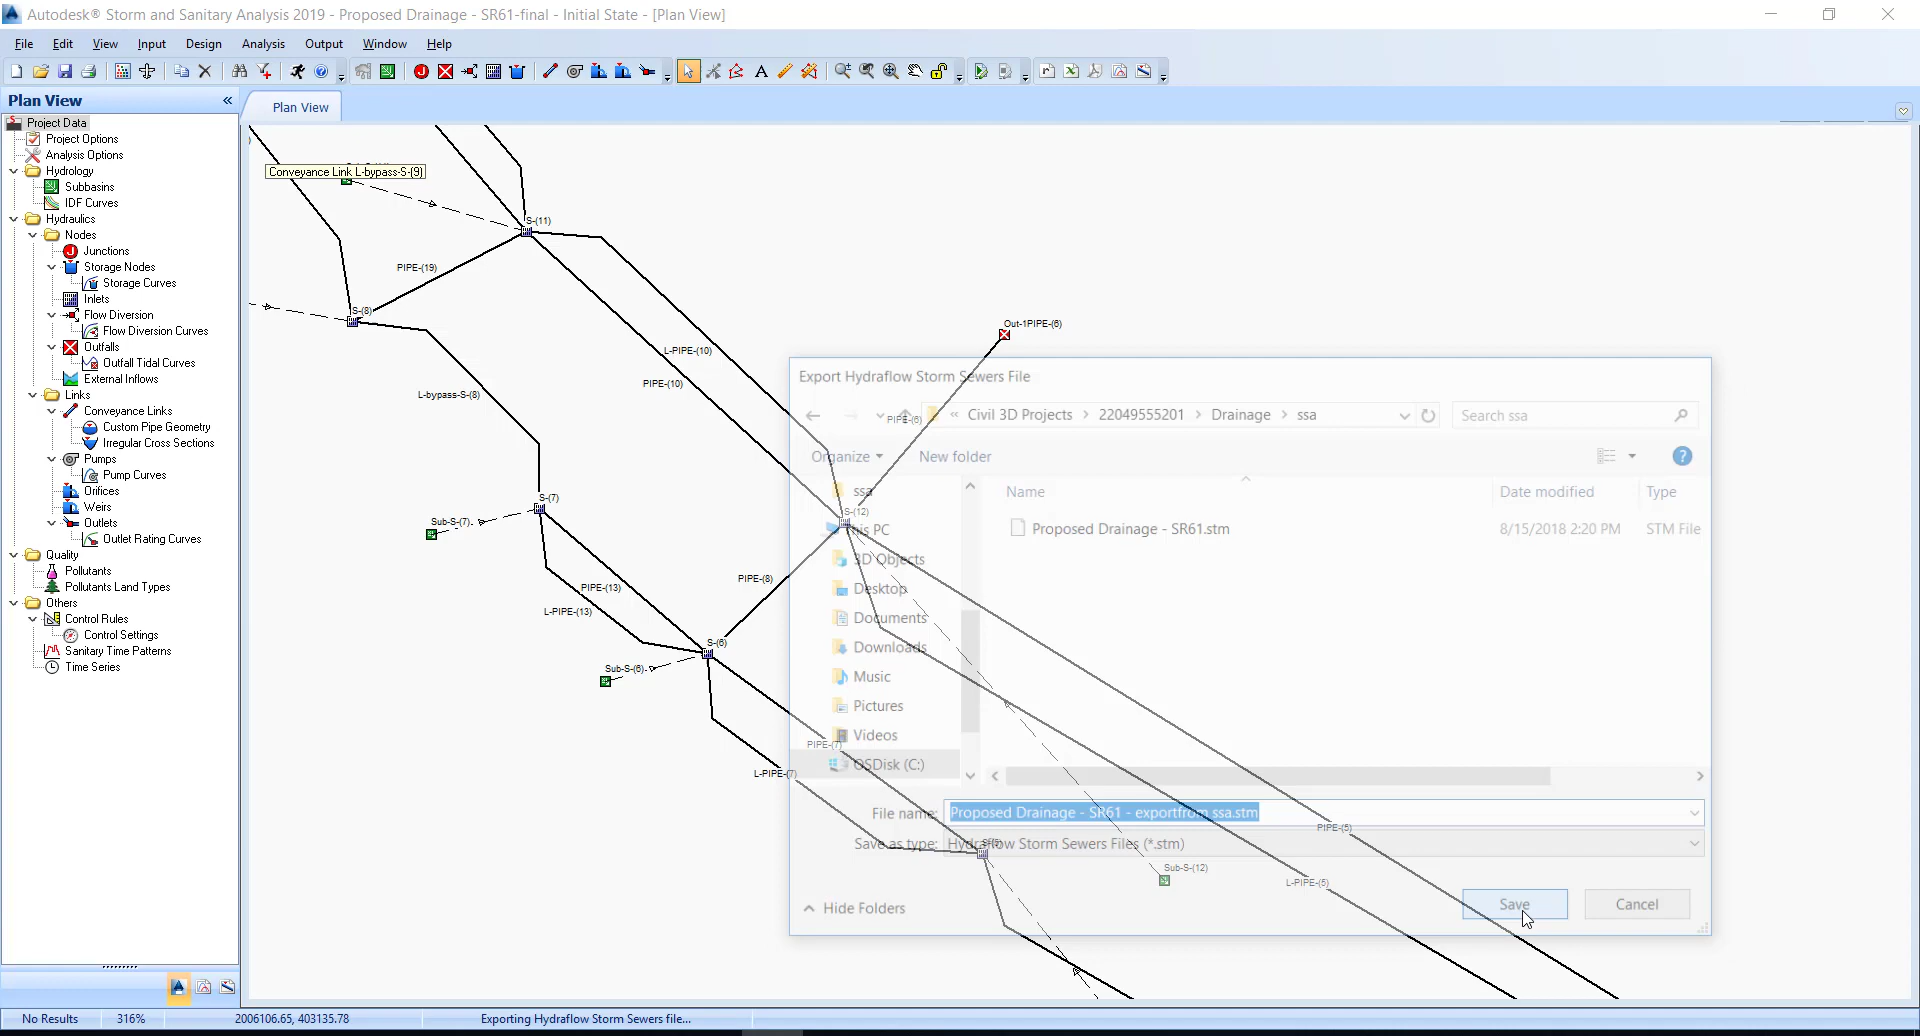 Autodesk® Storm and Sanitary Analysis 2019 - Proposed Drainage - SR61-final - Initial State - [Plan View]
File Edit View Input Design Analysis Output Window Help
Plan View
Plan View
Project Data
Project Options
Analysis Options
Hydrology
Subbasins
IDF Curves
Hydraulics
Nodes
Junctions
Storage Nodes
Storage Curves
Inlets
Flow Diversion
Flow Diversion Curves
Outfalls
Outfall Tidal Curves
External Inflows
Links
Conveyance Links
Custom Pipe Geometry
Irregular Cross Sections
Pumps
Pump Curves
Orifices
Weirs
Outlets
Outlet Rating Curves
Quality
Pollutants
Pollutants Land Types
Others
Control Rules
Control Settings
Sanitary Time Patterns
Time Series
Conveyance Link L-bypass-S-(9)
S-(11)
PIPE-(19)
S-(8)
L-PIPE-(10)
PIPE-(10)
L-bypass-S-(8)
Out-1PIPE-(6)
PIPE-(6)
S-(7)
Sub-S-(7)
S-(12)
PIPE-(8)
PIPE-(13)
L-PIPE-(13)
S-(6)
Sub-S-(6)
PIPE-(7)
L-PIPE-(7)
PIPE-(5)
Sub-S-(12)
L-PIPE-(5)
Export Hydraflow Storm Sewers File
« Civil 3D Projects > 22049555201 > Drainage > ssa
Search ssa
Organize
New folder
ssa
his PC
3D Objects
Desktop
Documents
Downloads
Music
Pictures
Videos
OSDisk (C:)
Name Date modified Type
Proposed Drainage - SR61.stm 8/15/2018 2:20 PM STM File
File name: Proposed Drainage - SR61 - exportfrom ssa.stm
Save as type: Hydraflow Storm Sewers Files (*.stm)
Hide Folders
Save Cancel
No Results 316% 2006106.65, 403135.78 Exporting Hydraflow Storm Sewers file...